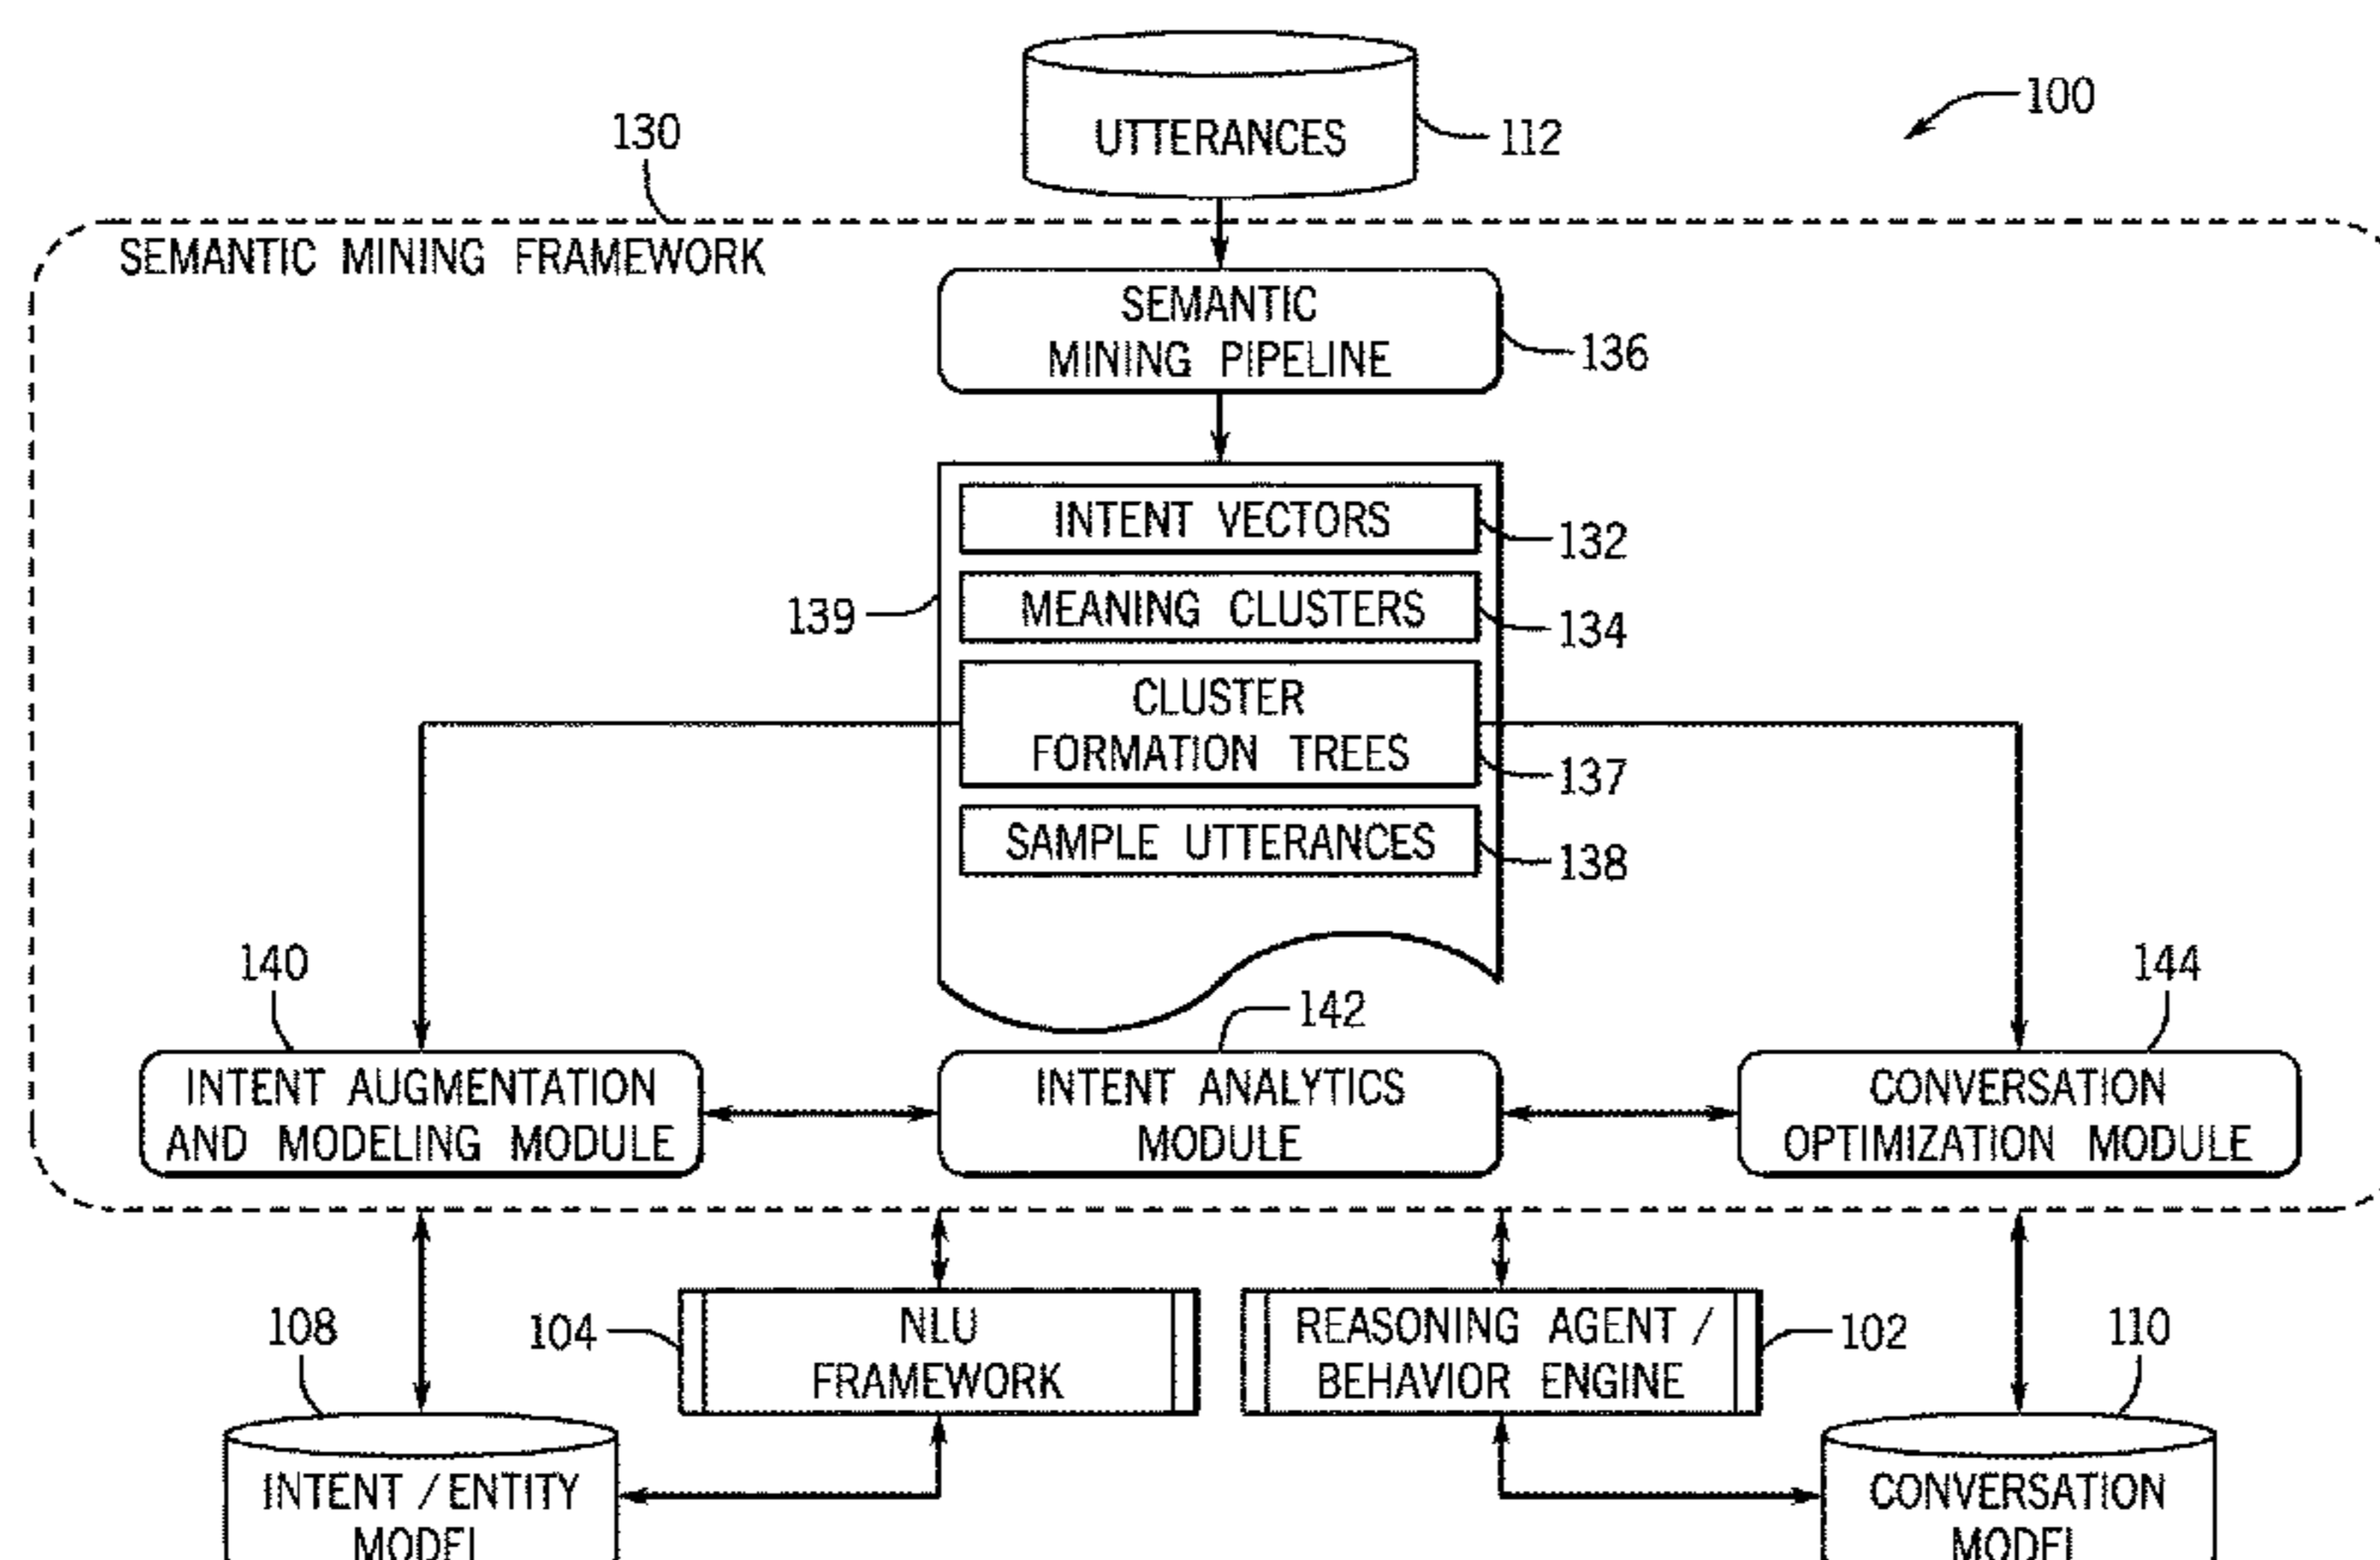 UTTERANCES
112
100
130
SEMANTIC MINING FRAMEWORK
SEMANTIC
MINING PIPELINE
136
INTENT VECTORS
132
139
MEANING CLUSTERS
134
CLUSTER
FORMATION TREES
137
SAMPLE UTTERANCES
138
140
142
144
INTENT AUGMENTATION
AND MODELING MODULE
INTENT ANALYTICS
MODULE
CONVERSATION
OPTIMIZATION MODULE
108
104
NLU
FRAMEWORK
REASONING AGENT /
BEHAVIOR ENGINE
102
110
INTENT / ENTITY
MODEL
CONVERSATION
MODEL